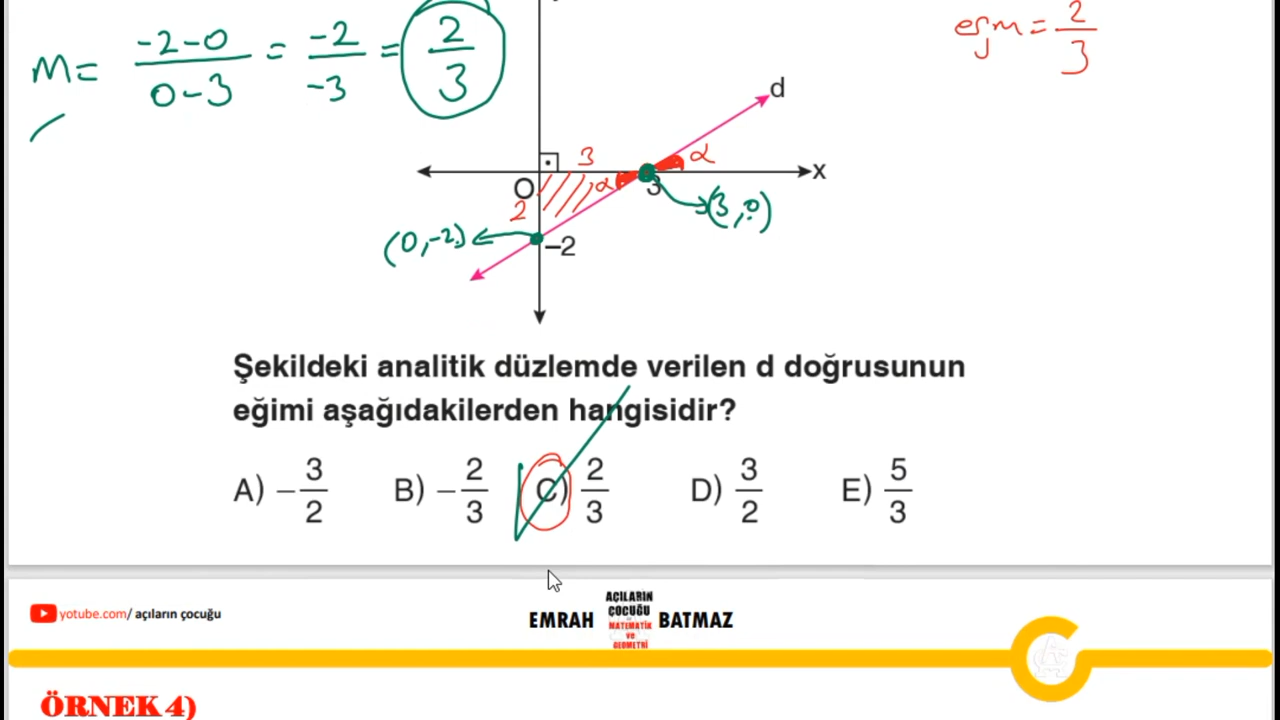 M = -2-0 / 0-3 = -2 / -3 = 2 / 3
eğm = 2 / 3
d
3
α
x
O
α
3
2
(3,0)
(0,-2)
−2
Şekildeki analitik düzlemde verilen d doğrusunun
eğimi aşağıdakilerden hangisidir?
A) − 3/2 B) − 2/3 C) 2/3 D) 3/2 E) 5/3
yotube.com/ açıların çocuğu
EMRAH BATMAZ
AÇILARIN
ÇOCUĞU
MATEMATİK
ve
GEOMETRİ
ÖRNEK 4)